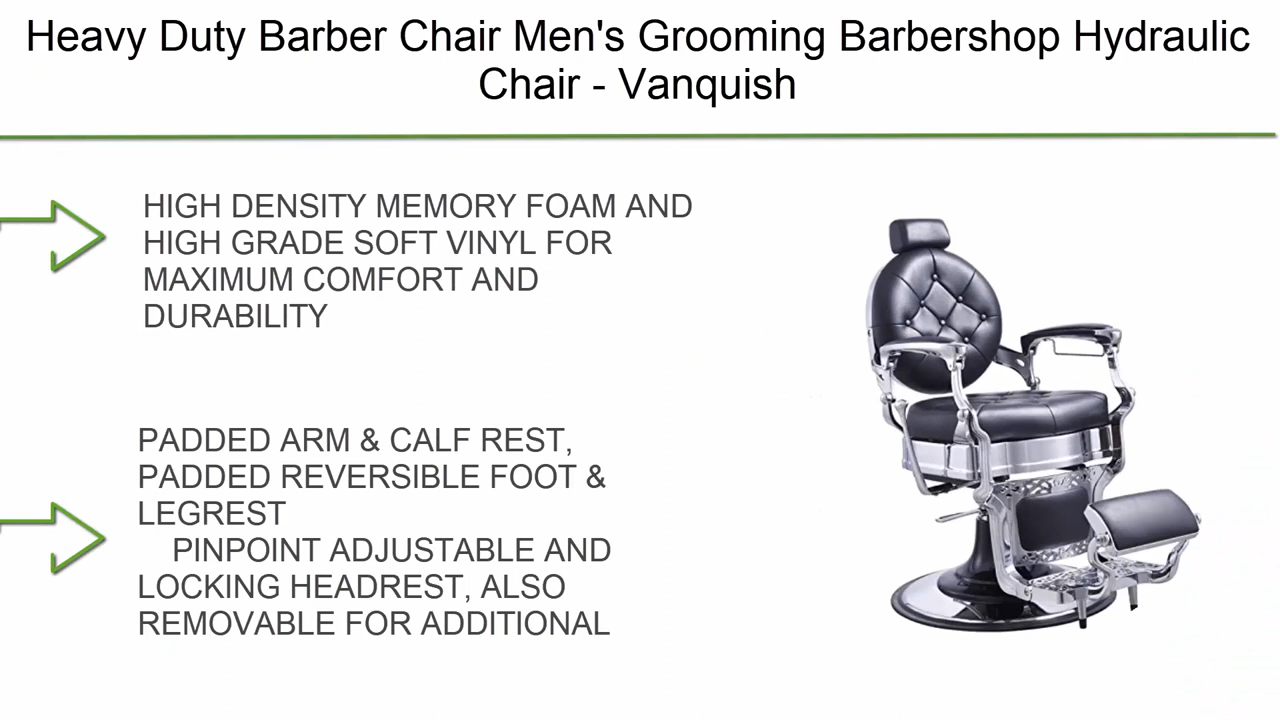 Heavy Duty Barber Chair Men's Grooming Barbershop Hydraulic
Chair - Vanquish
HIGH DENSITY MEMORY FOAM AND
HIGH GRADE SOFT VINYL FOR
MAXIMUM COMFORT AND
DURABILITY
PADDED ARM & CALF REST,
PADDED REVERSIBLE FOOT &
LEGREST
PINPOINT ADJUSTABLE AND
LOCKING HEADREST, ALSO
REMOVABLE FOR ADDITIONAL